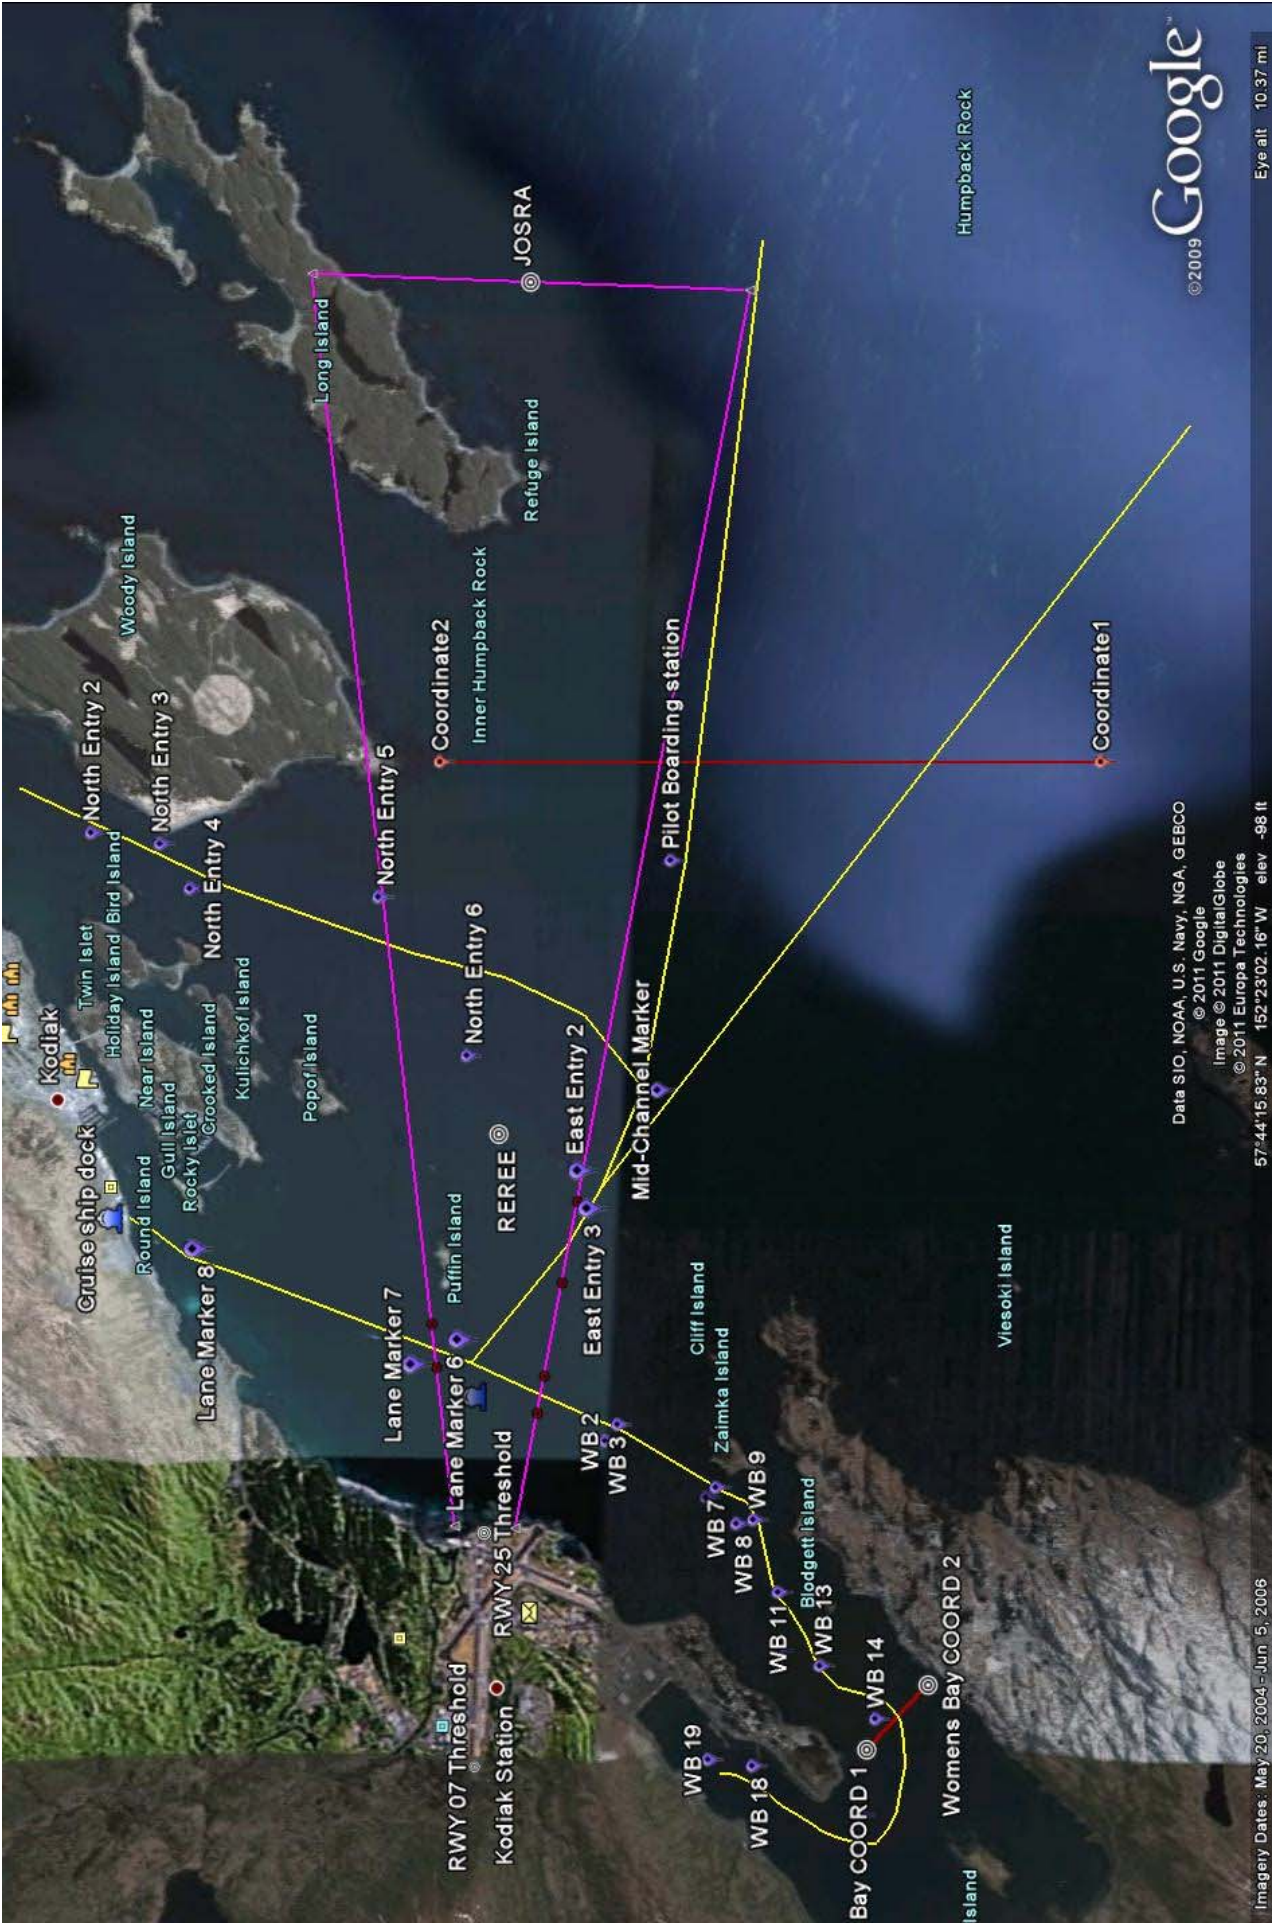 Kodiak
Twin Islet
Holiday Island
Bird Island
North Entry 2
Woody Island
Cruise ship dock
Round Island
Near Island
Gull Island
North Entry 3
Rocky Islet
Crooked Island
North Entry 4
Lane Marker 8
Kulichkof Island
Popof Island
Long Island
Lane Marker 7
North Entry 5
Coordinate2
RWY 07 Threshold
Lane Marker 6
Puffin Island
North Entry 6
Inner Humpback Rock
Kodiak Station
RWY 25 Threshold
REREE
JOSRA
Refuge Island
East Entry 2
WB 2
East Entry 3
WB 3
Mid-Channel Marker
Pilot Boarding station
WB 19
WB 7
Cliff Island
Zaimka Island
WB 18
WB 8
WB 9
WB 11
Blodgett Island
WB 13
Bay COORD 1
WB 14
Womens Bay COORD 2
Humpback Rock
Island
Viesoki Island
Coordinate1
Data SIO, NOAA, U.S. Navy, NGA, GEBCO
© 2011 Google
Image © 2011 DigitalGlobe
© 2011 Europa Technologies
©2009 Google
Imagery Dates: May 20, 2004 - Jun 5, 2006
57°44'15.83" N 152°23'02.16" W elev -98 ft
Eye alt 10.37 mi